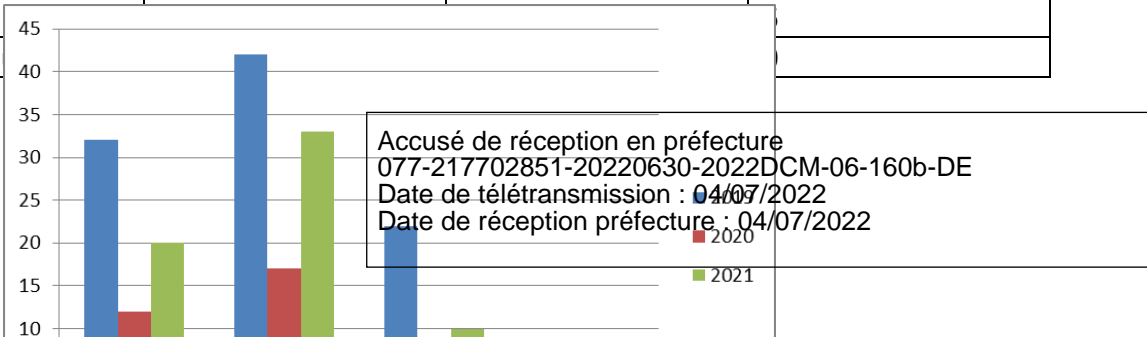 45
40
35
30
25
20
15
10
Accusé de réception en préfecture
077-217702851-20220630-2022DCM-06-160b-DE
Date de télétransmission : 04/07/2022
Date de réception préfecture : 04/07/2022
2019
2020
2021